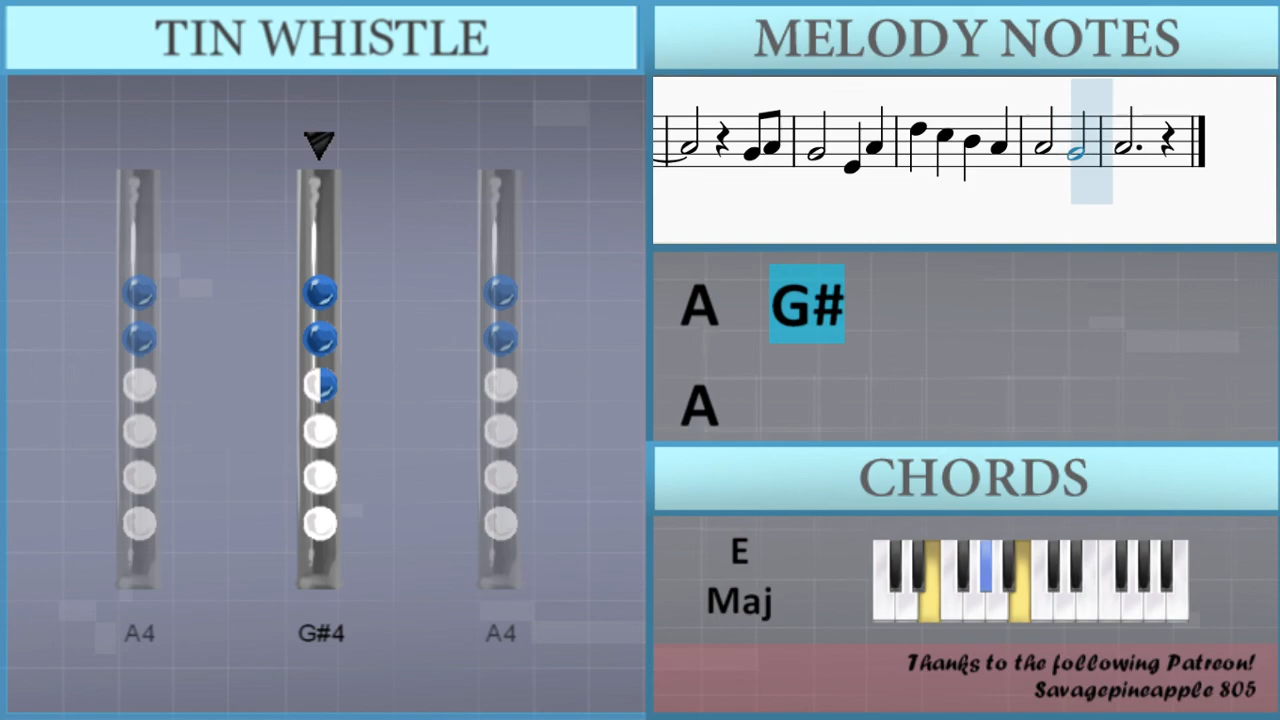 TIN WHISTLE
A4
G#4
A4
MELODY NOTES
A G#
A
CHORDS
E
Maj
Thanks to the following Patreon!
Savagepineapple 805